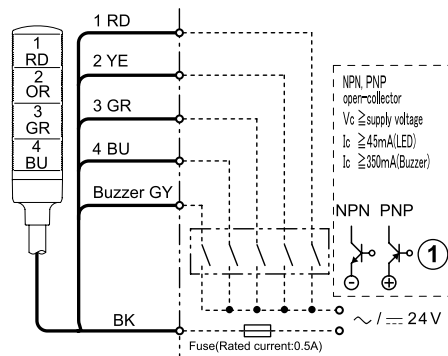 1
RD
2
OR
3
GR
4
BU
1 RD
2 YE
3 GR
4 BU
Buzzer GY
BK
Fuse(Rated current:0.5A)
NPN, PNP
open-collector
Vc ≧supply voltage
Ic ≧45mA(LED)
Ic ≧350mA(Buzzer)
NPN PNP
1
∼ / ⎓ 24V